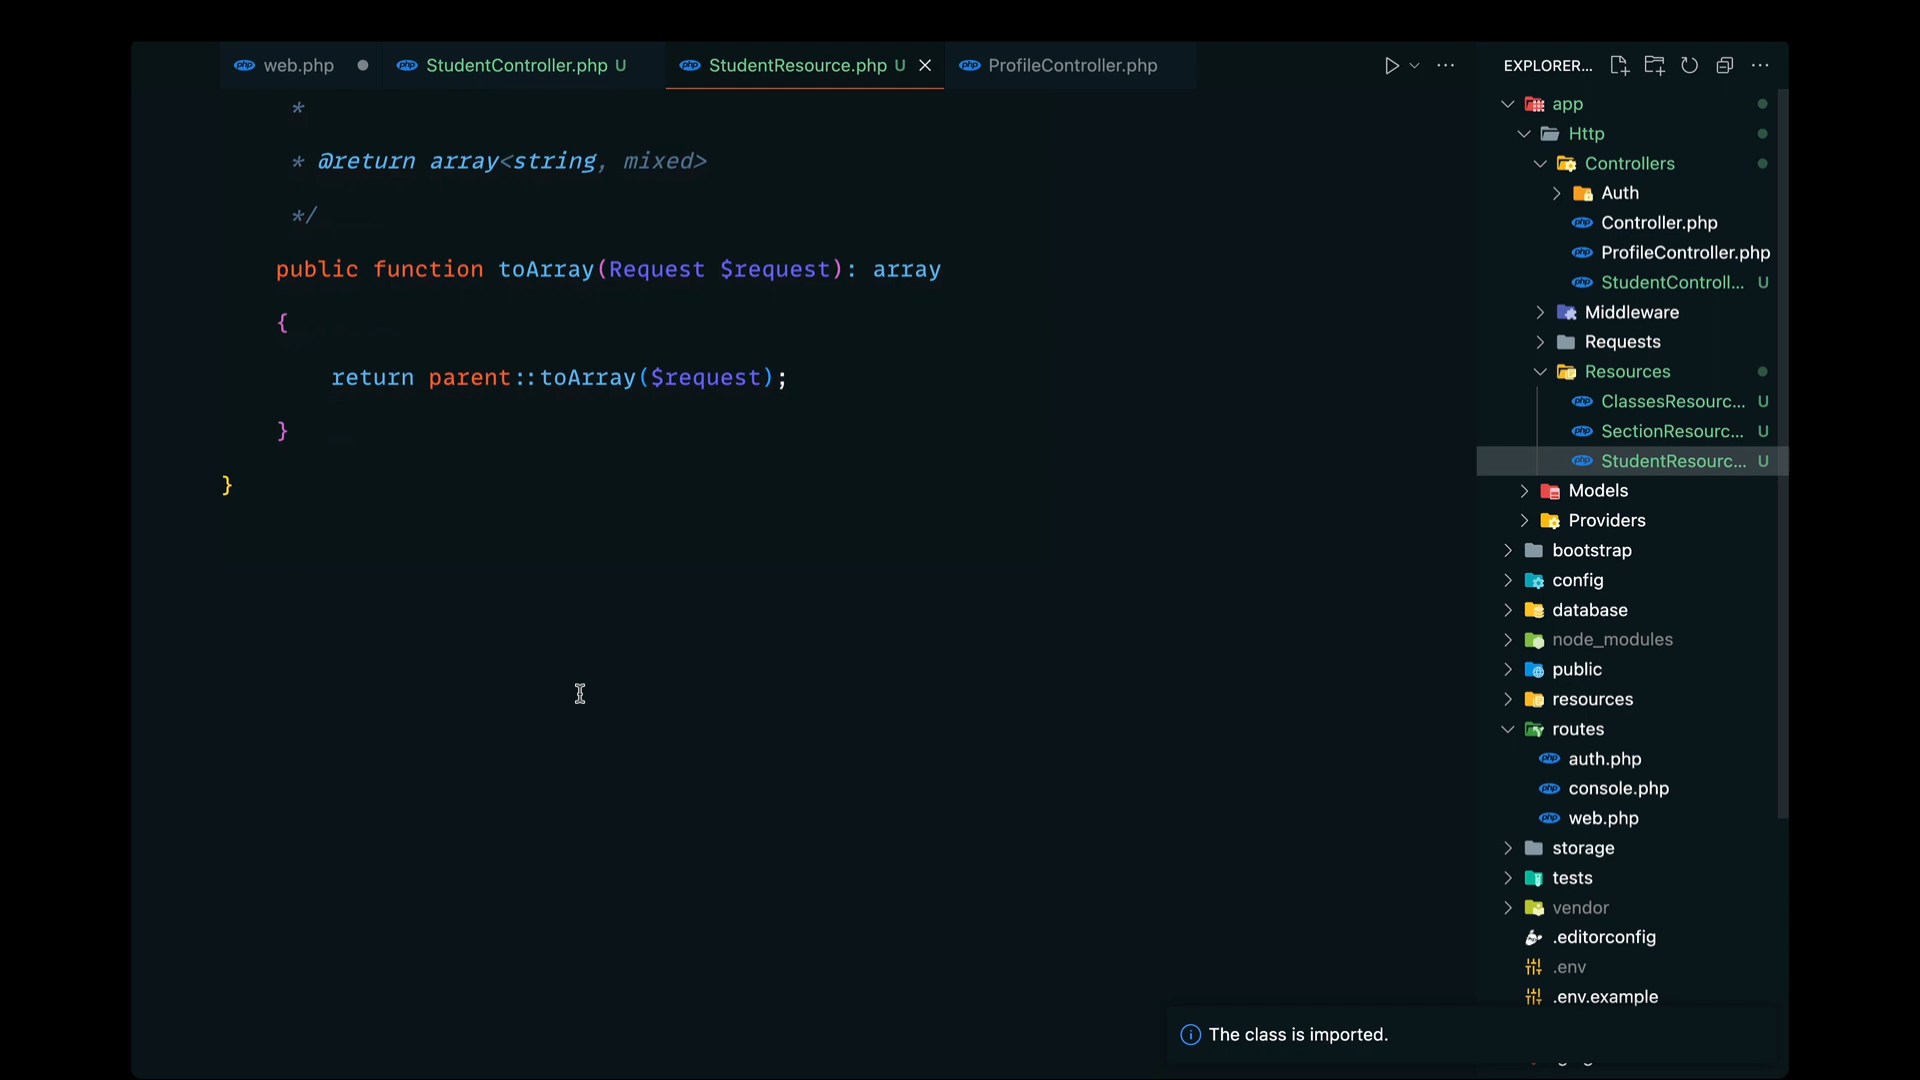 web.php
StudentController.php U
StudentResource.php U
ProfileController.php
*
* @return array<string, mixed>
*/
public function toArray(Request $request): array
{
return parent::toArray($request);
}
}
EXPLORER...
app
Http
Controllers
Auth
Controller.php
ProfileController.php
StudentControll... U
Middleware
Requests
Resources
ClassesResourc... U
SectionResourc... U
StudentResourc... U
Models
Providers
bootstrap
config
database
node_modules
public
resources
routes
auth.php
console.php
web.php
storage
tests
vendor
.editorconfig
.env
.env.example
The class is imported.